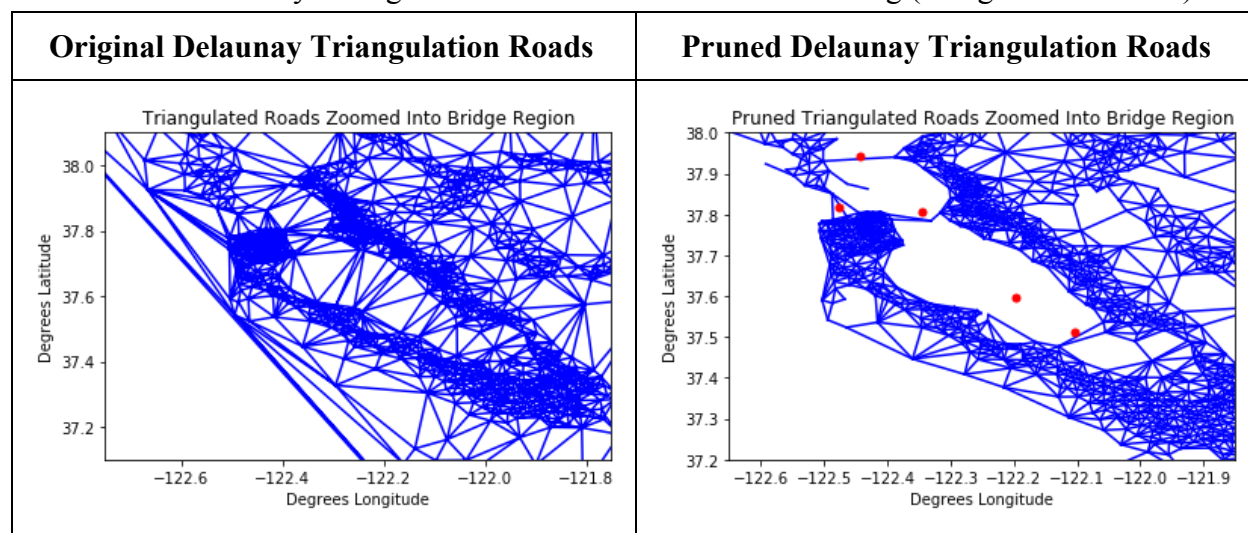 Original Delaunay Triangulation Roads
Pruned Delaunay Triangulation Roads
Triangulated Roads Zoomed Into Bridge Region
38.0
37.8
37.6
37.4
37.2
Degrees Latitude
−122.6 −122.4 −122.2 −122.0 −121.8
Degrees Longitude
Pruned Triangulated Roads Zoomed Into Bridge Region
38.0
37.9
37.8
37.7
37.6
37.5
37.4
37.3
37.2
Degrees Latitude
−122.6 −122.5 −122.4 −122.3 −122.2 −122.1 −122.0 −121.9
Degrees Longitude